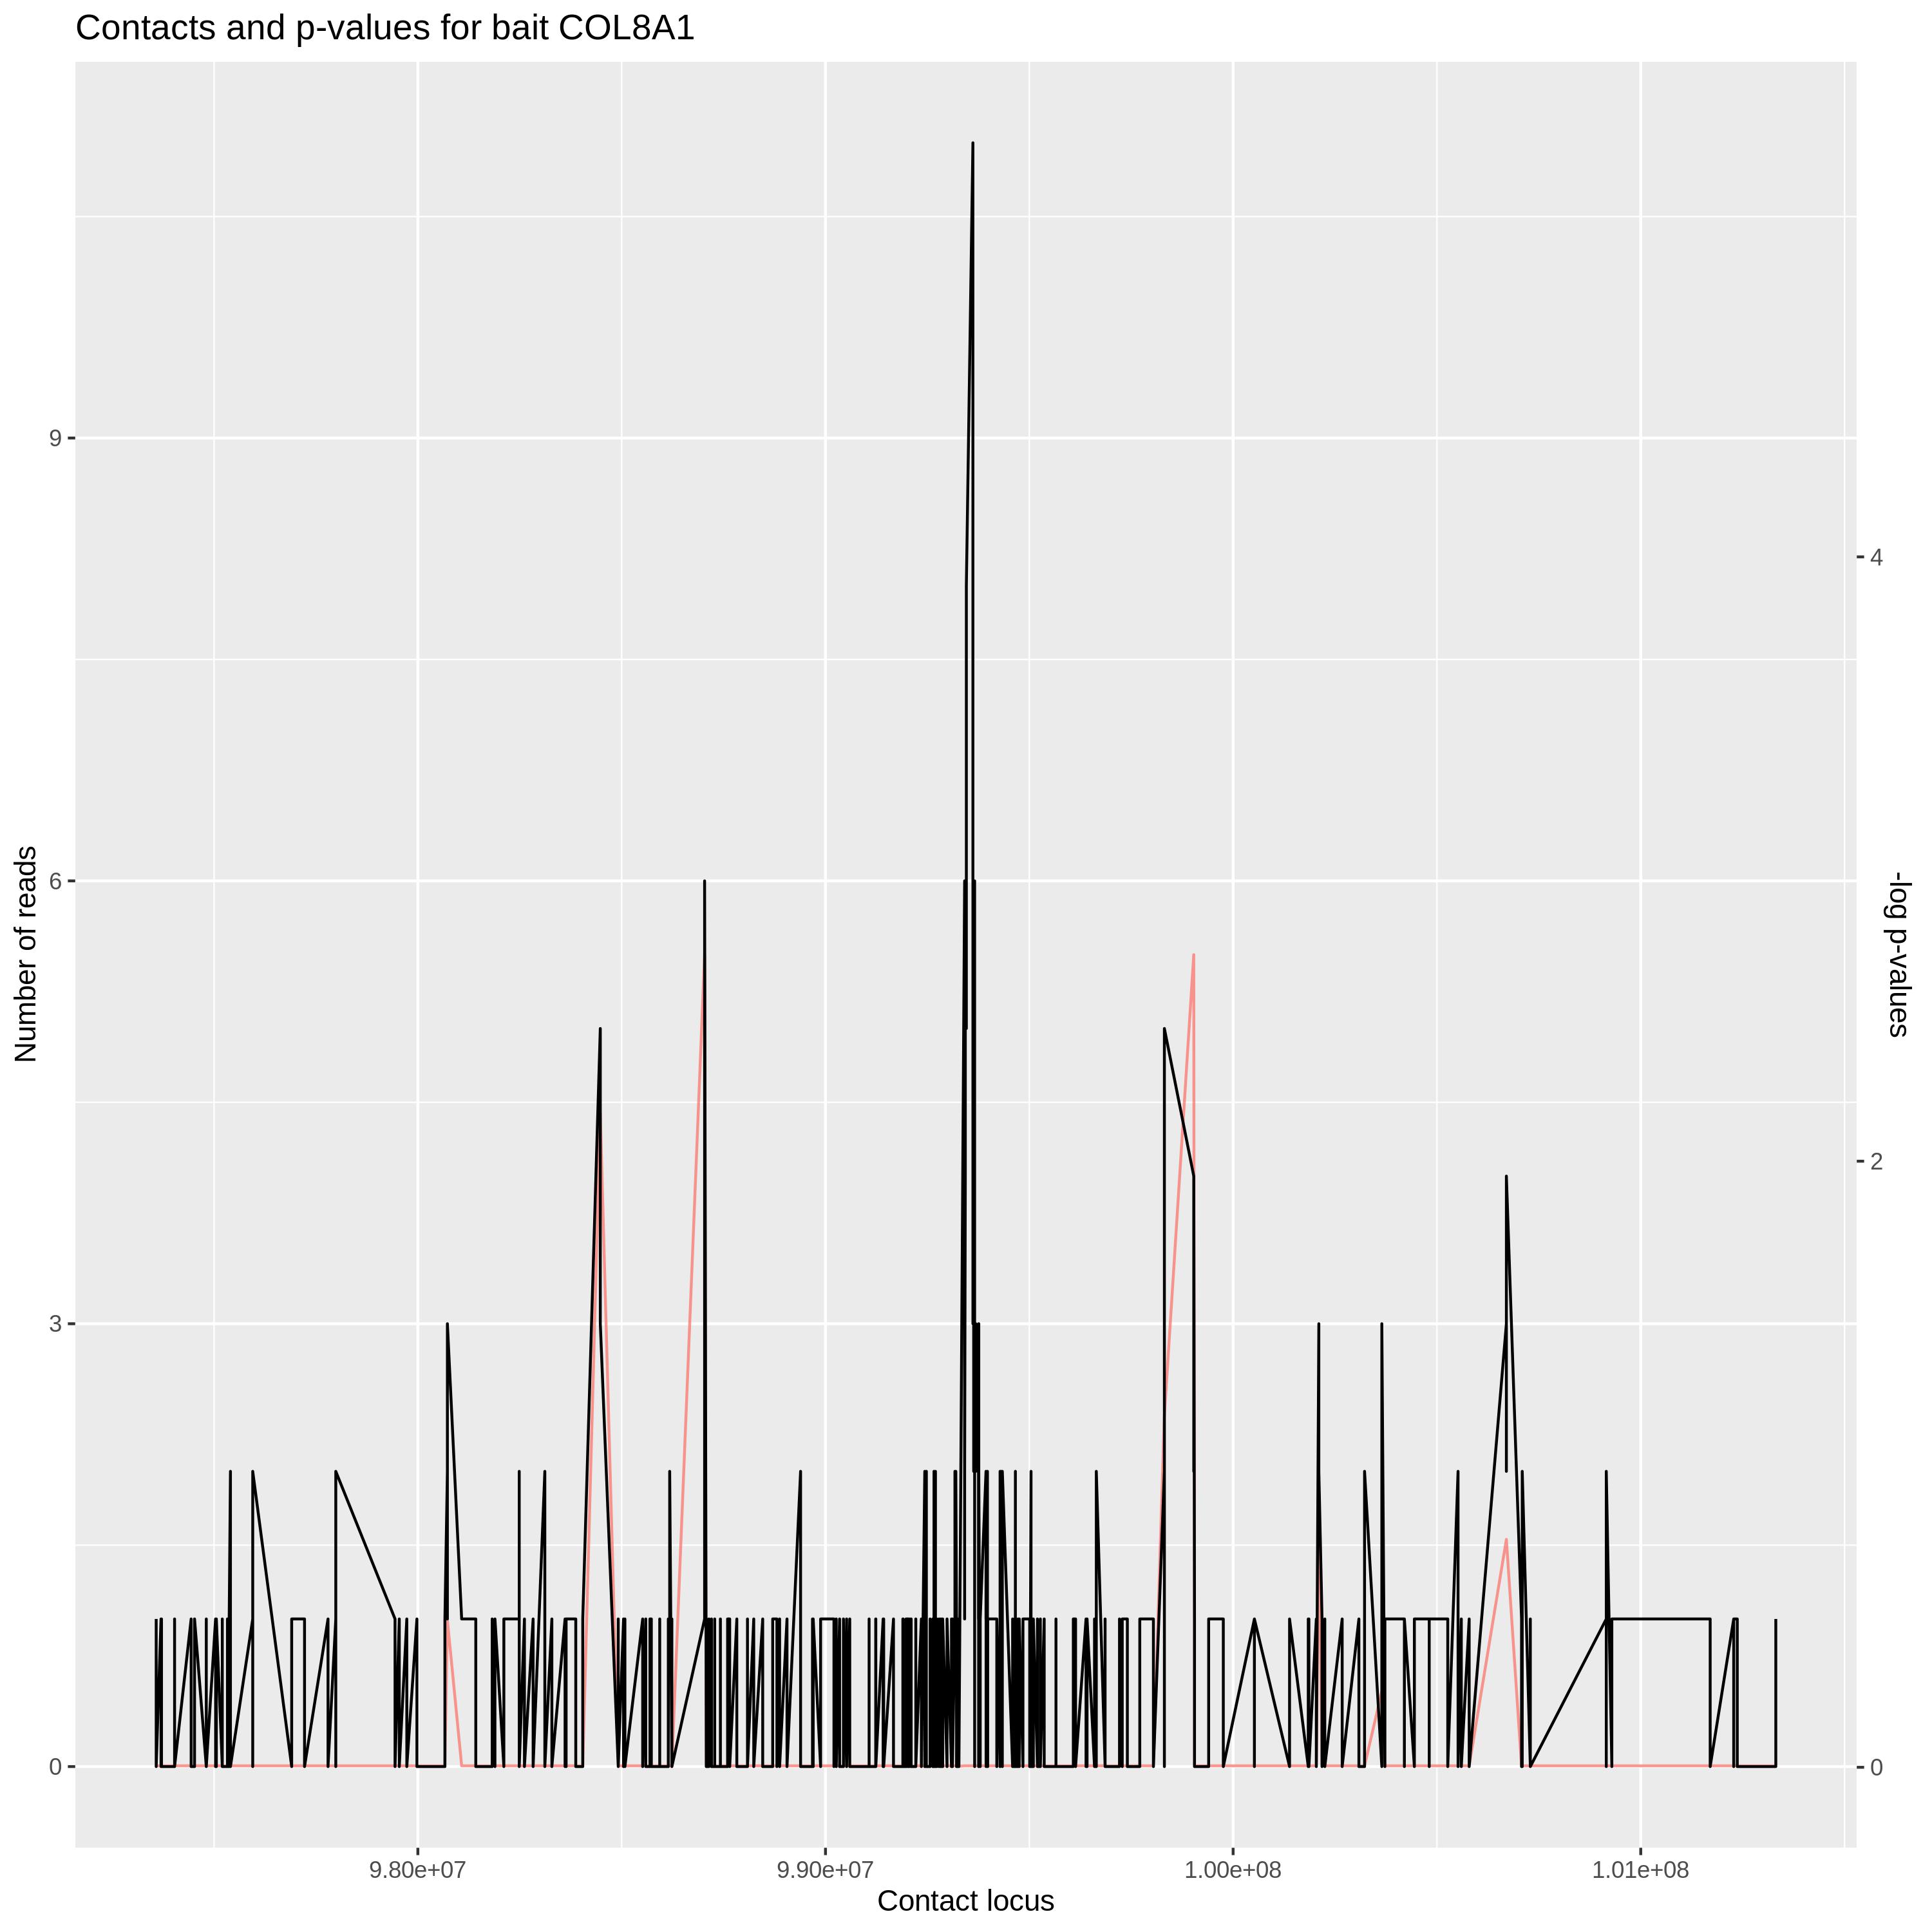 Contacts and p-values for bait COL8A1
Number of reads
9
6
3
0
4
2
0
-log p-values
9.80e+07
9.90e+07
1.00e+08
1.01e+08
Contact locus